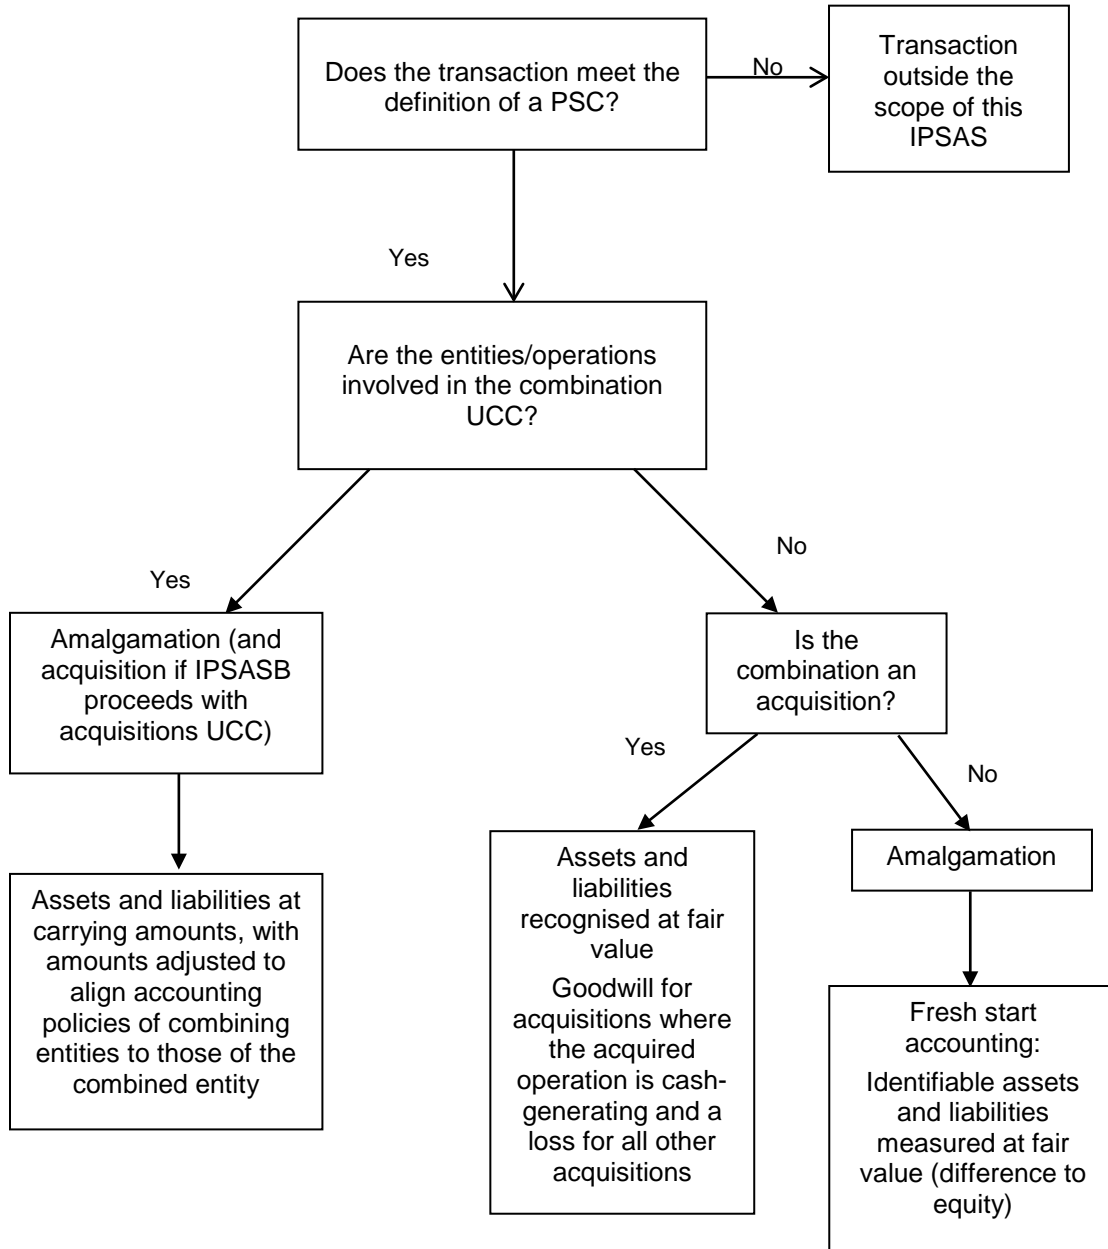 Does the transaction meet the
definition of a PSC?
No
Transaction
outside the
scope of this
IPSAS
Yes
Are the entities/operations
involved in the combination
UCC?
Yes
No
Amalgamation (and
acquisition if IPSASB
proceeds with
acquisitions UCC)
Is the
combination an
acquisition?
Yes
No
Assets and liabilities at
carrying amounts, with
amounts adjusted to
align accounting
policies of combining
entities to those of the
combined entity
Assets and
liabilities
recognised at fair
value
Goodwill for
acquisitions where
the acquired
operation is cash-
generating and a
loss for all other
acquisitions
Amalgamation
Fresh start
accounting:
Identifiable assets
and liabilities
measured at fair
value (difference to
equity)